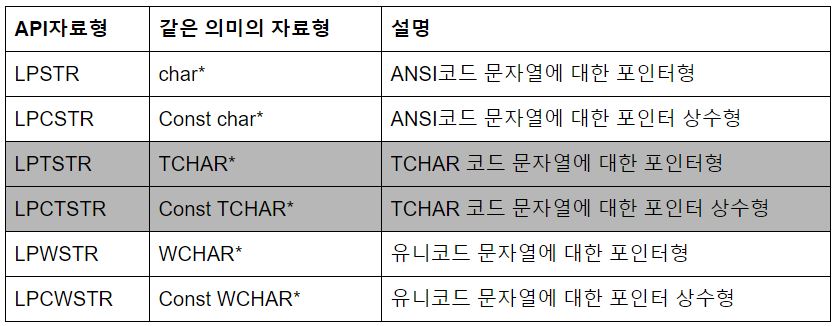 API자료형 같은 의미의 자료형 설명
LPSTR char* ANSI코드 문자열에 대한 포인터형
LPCSTR Const char* ANSI코드 문자열에 대한 포인터 상수형
LPTSTR TCHAR* TCHAR 코드 문자열에 대한 포인터형
LPCTSTR Const TCHAR* TCHAR 코드 문자열에 대한 포인터 상수형
LPWSTR WCHAR* 유니코드 문자열에 대한 포인터형
LPCWSTR Const WCHAR* 유니코드 문자열에 대한 포인터 상수형